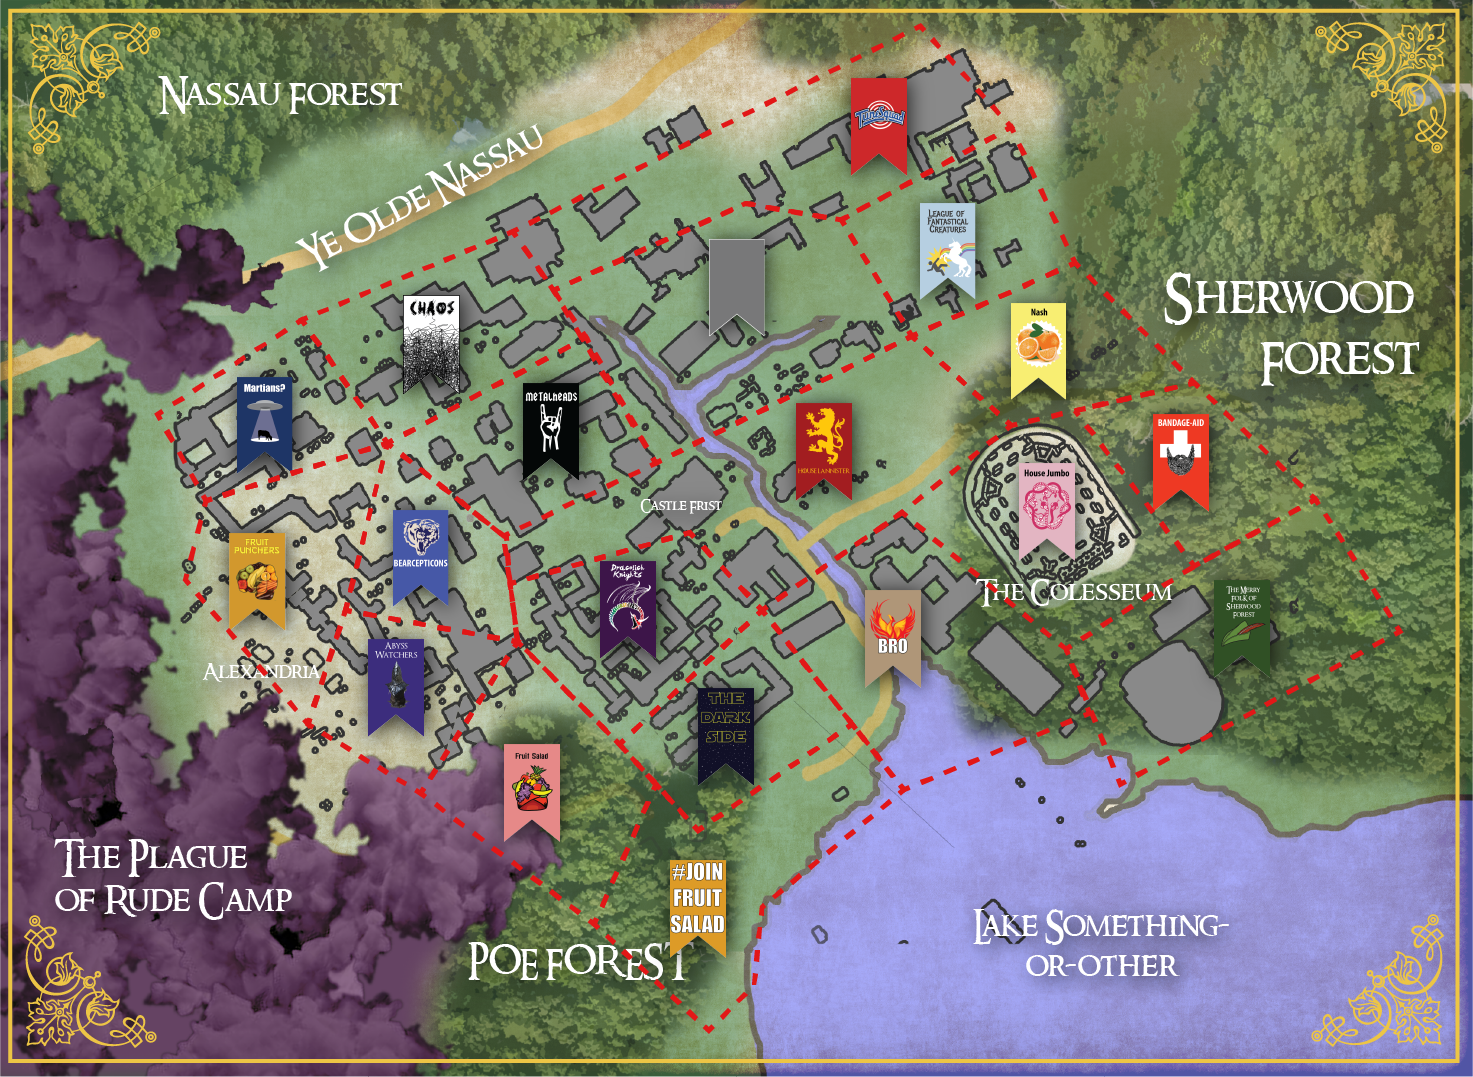 Nassau Forest
Ye Olde Nassau
TuneSquad
LEAGUE OF
FANTASTICAL
CREATURES
Sherwood
Forest
CHAOS
Nash
Martians?
METALHEADS
HOUSE LANNISTER
BANDAGE-AID
House Jumbo
Castle Frist
FRUIT
PUNCHERS
BEARCEPTICONS
Dragolish
Knights
The Colesseum
THE MERRY
FOLK OF
SHERWOOD
FOREST
BRO
Abyss
Watchers
Alexandria
THE
DARK
SIDE
Fruit Salad
The Plague
of Rude Camp
#JOIN
FRUIT
SALAD
Poe Forest
Lake Something-
or-other